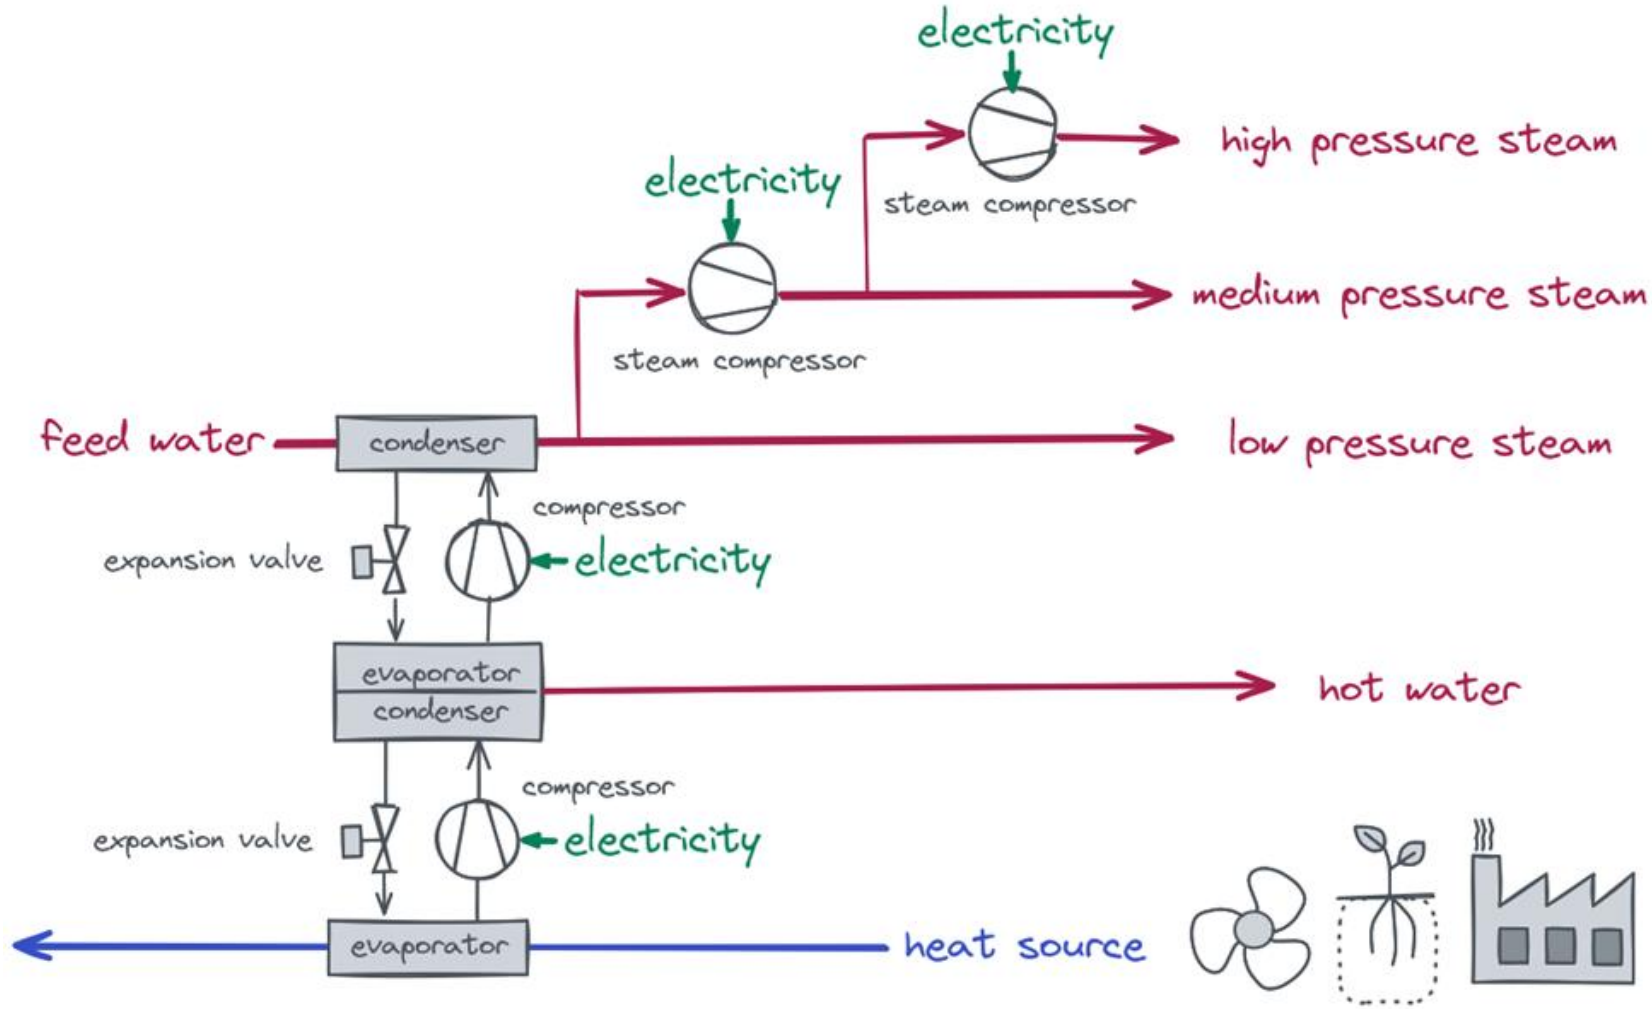 electricity
high pressure steam
electricity
steam compressor
medium pressure steam
steam compressor
feed water
condenser
low pressure steam
compressor
expansion valve
electricity
evaporator
hot water
condenser
compressor
expansion valve
electricity
evaporator
heat source